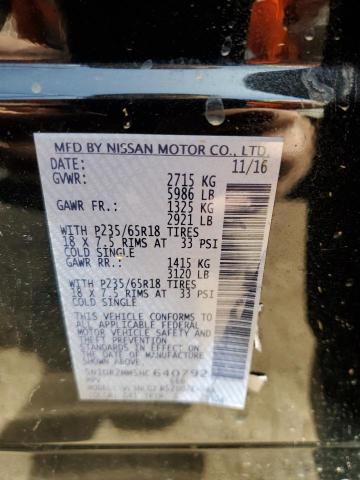 MFD BY NISSAN MOTOR CO., LTD.
DATE: 11/16
GVWR: 2715 KG
5986 LB
GAWR FR.: 1325 KG
2921 LB
WITH P235/65R18 TIRES
18 X 7.5 RIMS AT 33 PSI
COLD SINGLE
GAWR RR.: 1415 KG
3120 LB
WITH P235/65R18 TIRES
18 X 7.5 RIMS AT 33 PSI
COLD SINGLE
THIS VEHICLE CONFORMS TO
ALL APPLICABLE FEDERAL
MOTOR VEHICLE SAFETY
AND THEFT PREVENTION
STANDARDS IN EFFECT ON
THE DATE OF MANUFACTURE
SHOWN ABOVE.
5N1DR2MM5HC 640792
MPV